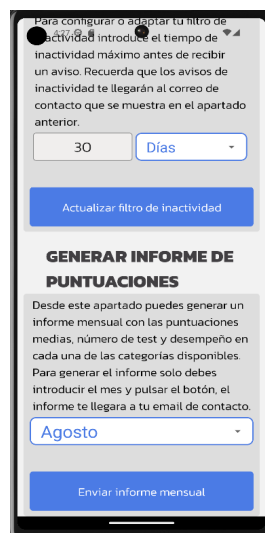 Para configurar o adaptar tu filtro de
4:27
inactividad introduce el tiempo de
inactividad máximo antes de recibir
un aviso. Recuerda que los avisos de
inactividad te llegarán al correo de
contacto que se muestra en el apartado
anterior.
30 Días
Actualizar filtro de inactividad
GENERAR INFORME DE
PUNTUACIONES
Desde este apartado puedes generar un
informe mensual con las puntuaciones
medias, número de test y desempeño en
cada una de las categorías disponibles.
Para generar el informe solo debes
introducir el mes y pulsar el botón, el
informe te llegara a tu email de contacto.
Agosto
Enviar informe mensual